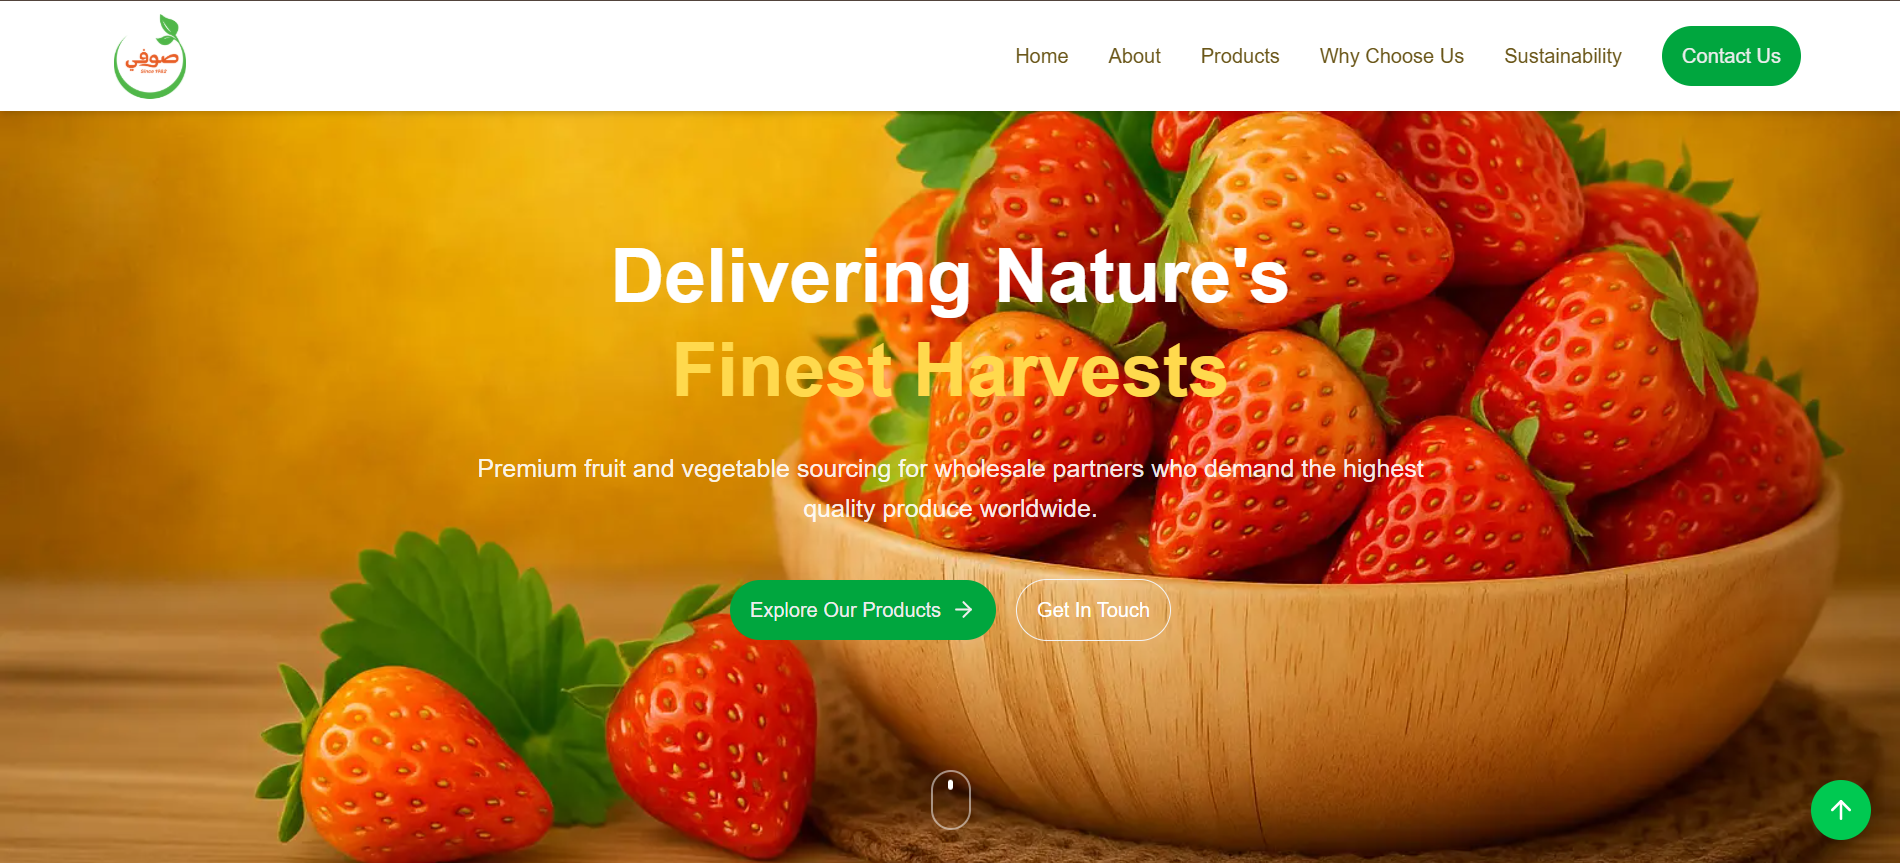 صوفي
Since 1982
Home
About
Products
Why Choose Us
Sustainability
Contact Us
Delivering Nature's
Finest Harvests
Premium fruit and vegetable sourcing for wholesale partners who demand the highest
quality produce worldwide.
Explore Our Products
Get In Touch